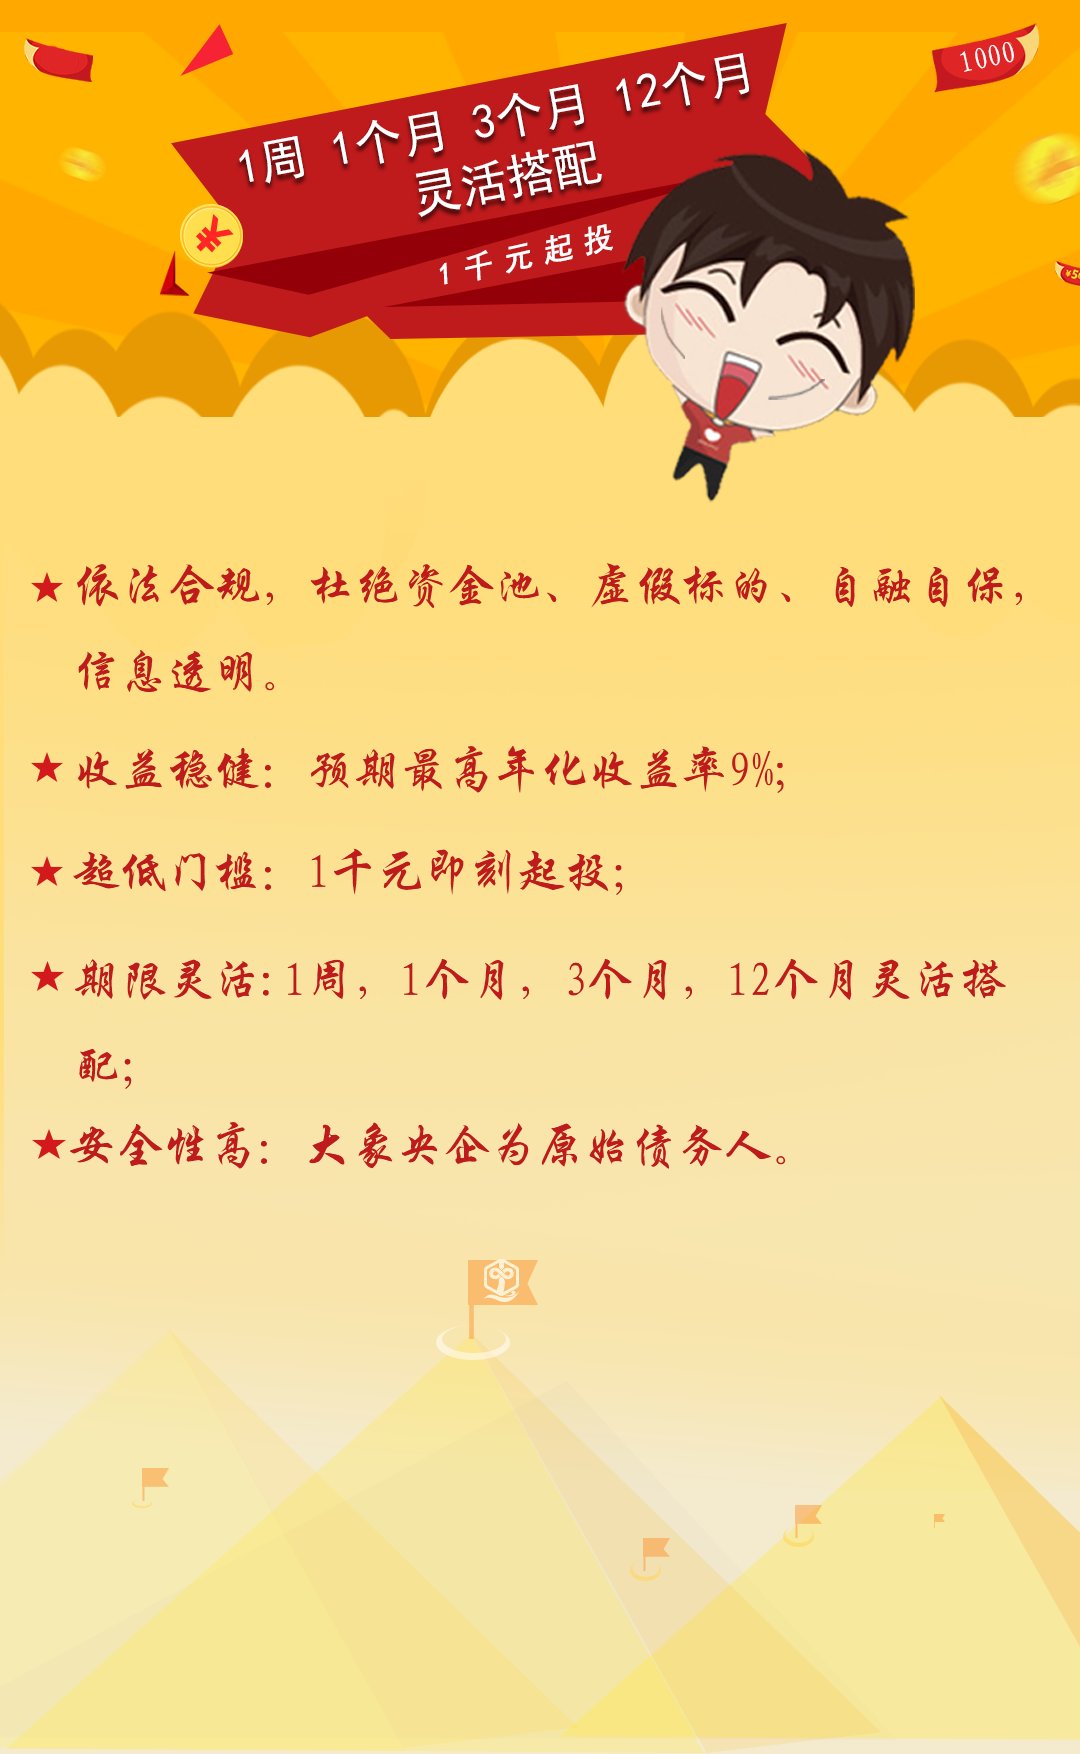 1000
1周 1个月 3个月 12个月
灵活搭配
1千元起投
★依法合规，杜绝资金池、虚假标的、自融自保，
信息透明。
★收益稳健：预期最高年化收益率9%;
★超低门槛：1千元即刻起投;
★期限灵活:1周，1个月，3个月，12个月灵活搭
配;
★安全性高：大象央企为原始债务人。